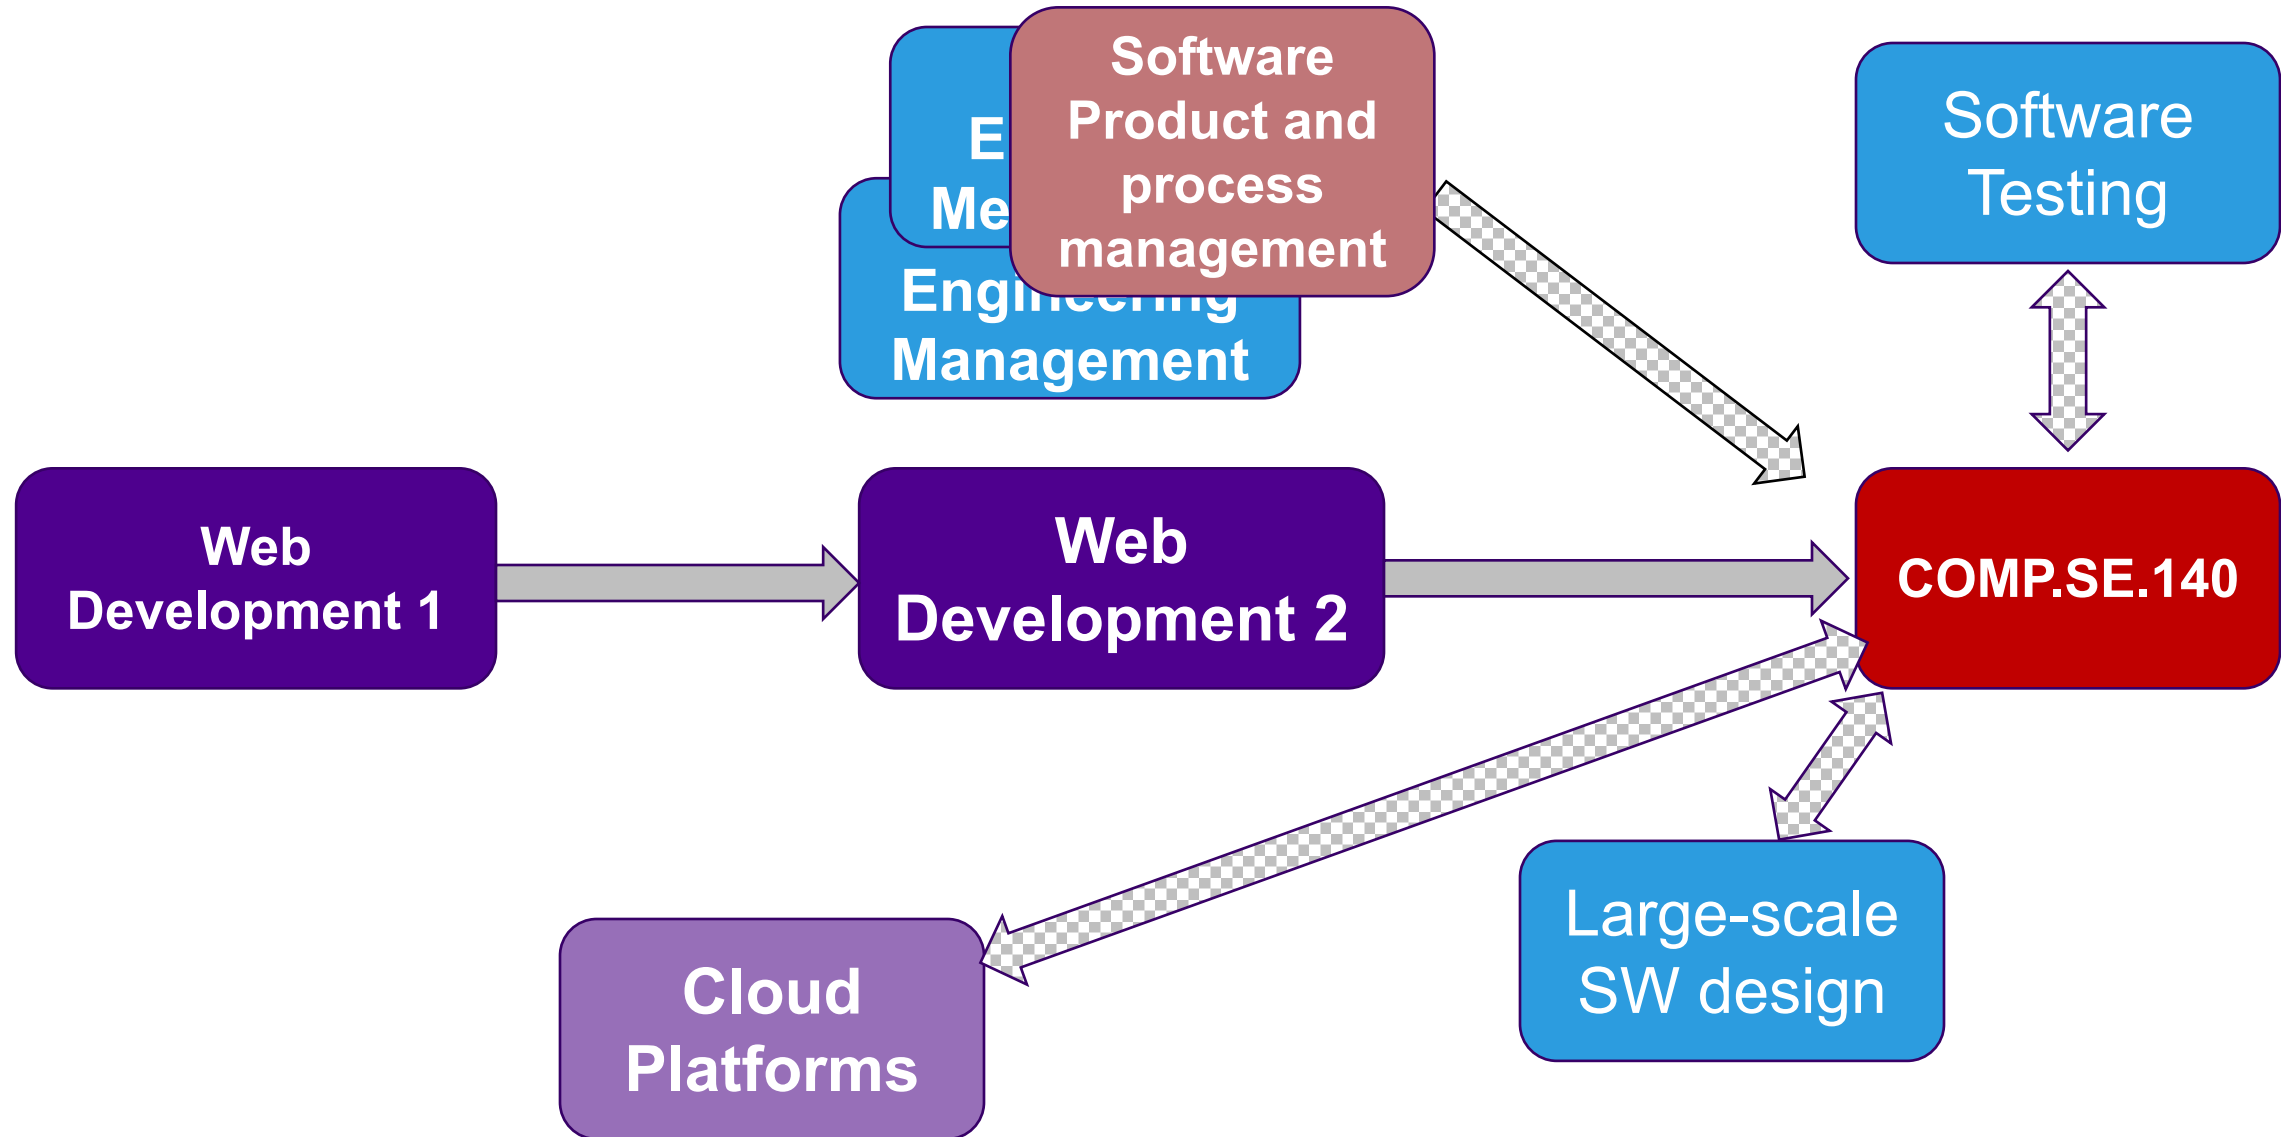 Software
Product and
process
management
E
Me
Engineering
Management
Software
Testing
Web
Development 1
Web
Development 2
COMP.SE.140
Cloud
Platforms
Large-scale
SW design